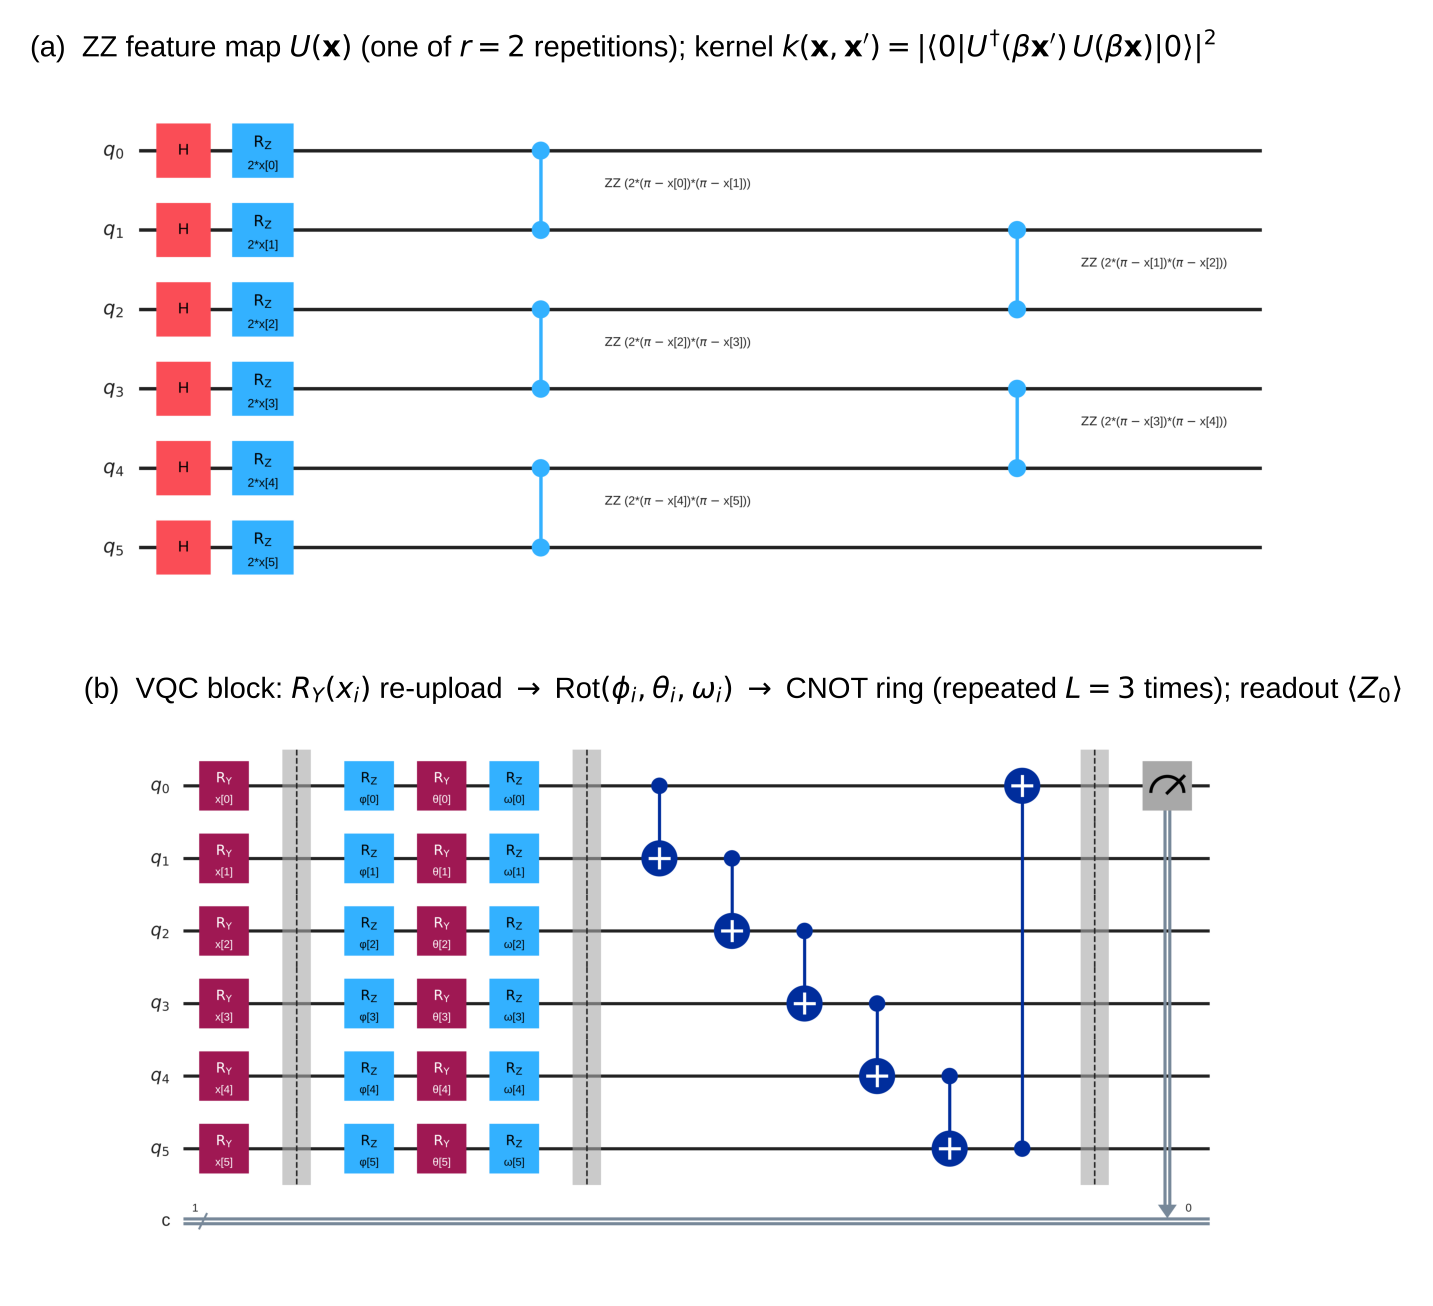 (a) ZZ feature map U(x) (one of r = 2 repetitions); kernel k(x, x′) = |⟨0|U†(βx′) U(βx)|0⟩|²
q₀ H R_Z 2*x[0]
ZZ (2*(π − x[0])*(π − x[1]))
q₁ H R_Z 2*x[1]
ZZ (2*(π − x[1])*(π − x[2]))
q₂ H R_Z 2*x[2]
ZZ (2*(π − x[2])*(π − x[3]))
q₃ H R_Z 2*x[3]
ZZ (2*(π − x[3])*(π − x[4]))
q₄ H R_Z 2*x[4]
ZZ (2*(π − x[4])*(π − x[5]))
q₅ H R_Z 2*x[5]
(b) VQC block: R_Y(x_i) re-upload → Rot(ϕ_i, θ_i, ω_i) → CNOT ring (repeated L = 3 times); readout ⟨Z₀⟩
q₀ R_Y x[0] R_Z φ[0] R_Y θ[0] R_Z ω[0]
q₁ R_Y x[1] R_Z φ[1] R_Y θ[1] R_Z ω[1]
q₂ R_Y x[2] R_Z φ[2] R_Y θ[2] R_Z ω[2]
q₃ R_Y x[3] R_Z φ[3] R_Y θ[3] R_Z ω[3]
q₄ R_Y x[4] R_Z φ[4] R_Y θ[4] R_Z ω[4]
q₅ R_Y x[5] R_Z φ[5] R_Y θ[5] R_Z ω[5]
1 0
c